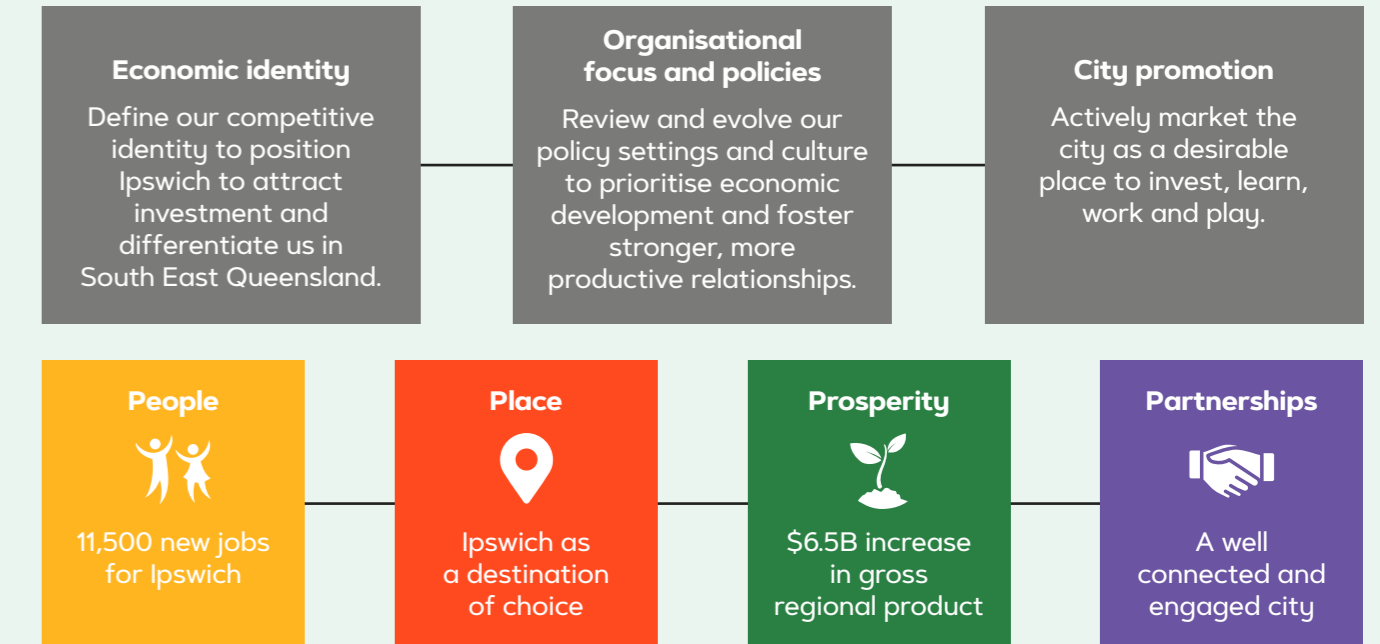 Economic identity
Define our competitive
identity to position
Ipswich to attract
investment and
differentiate us in
South East Queensland.
Organisational
focus and policies
Review and evolve our
policy settings and culture
to prioritise economic
development and foster
stronger, more
productive relationships.
City promotion
Actively market the
city as a desirable
place to invest, learn,
work and play.
People
11,500 new jobs
for Ipswich
Place
Ipswich as
a destination
of choice
Prosperity
$6.5B increase
in gross
regional product
Partnerships
A well
connected and
engaged city